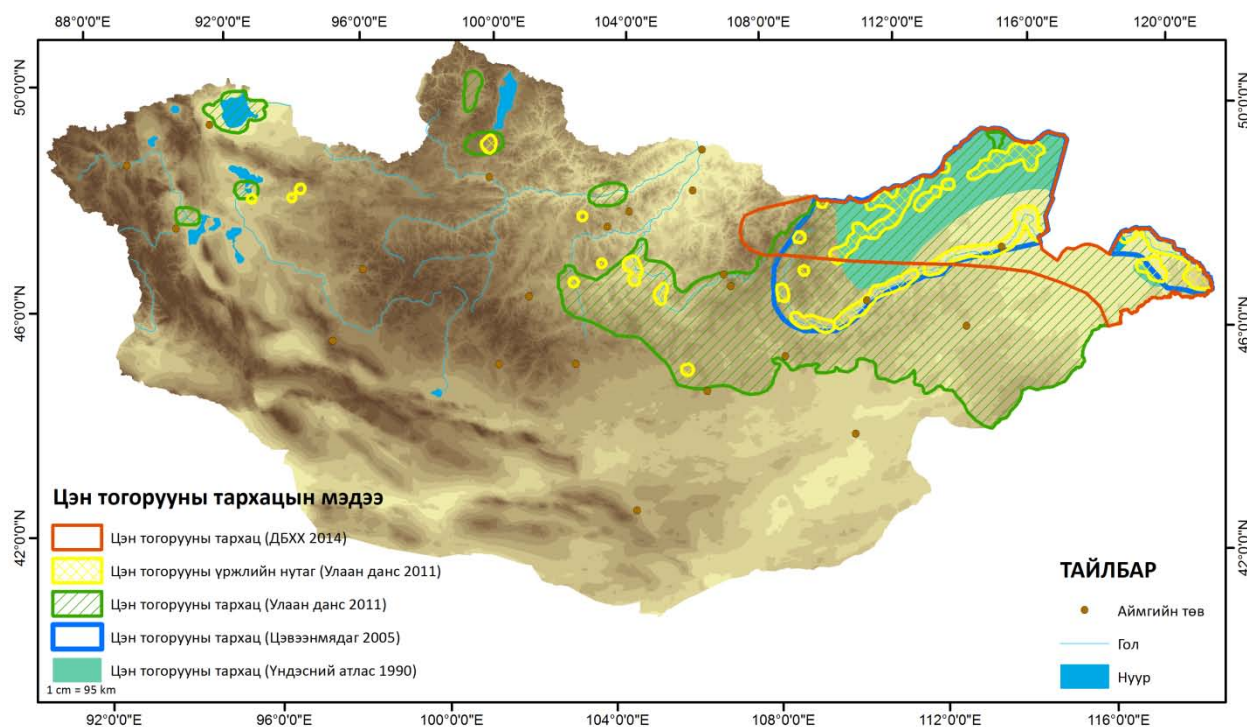 88°0'0"E 92°0'0"E 96°0'0"E 100°0'0"E 104°0'0"E 108°0'0"E 112°0'0"E 116°0'0"E 120°0'0"E
50°0'0"N
50°0'0"N
46°0'0"N
46°0'0"N
42°0'0"N
42°0'0"N
Цэн тогорууны тархацын мэдээ
Цэн тогорууны тархац (ДБХХ 2014)
Цэн тогорууны үржлийн нутаг (Улаан данс 2011)
Цэн тогорууны тархац (Улаан данс 2011)
Цэн тогорууны тархац (Цэвээнмядаг 2005)
Цэн тогорууны тархац (Үндэсний атлас 1990)
1 cm = 95 km
ТАЙЛБАР
Аймгийн төв
Гол
Нуур
92°0'0"E 96°0'0"E 100°0'0"E 104°0'0"E 108°0'0"E 112°0'0"E 116°0'0"E